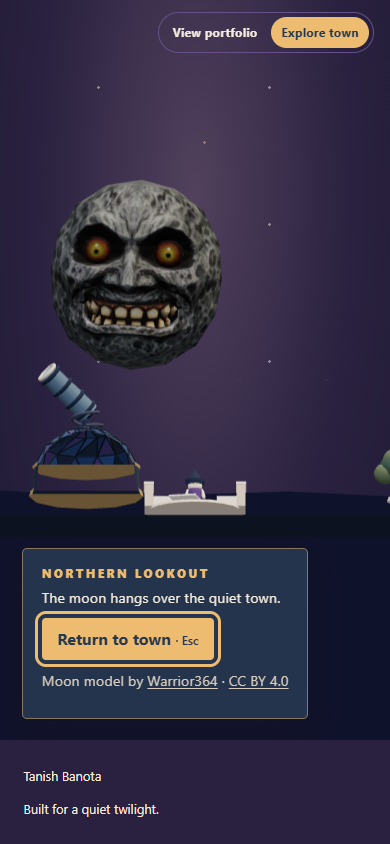 View portfolio
Explore town
NORTHERN LOOKOUT
The moon hangs over the quiet town.
Return to town · Esc
Moon model by Warrior364 · CC BY 4.0
Tanish Banota
Built for a quiet twilight.